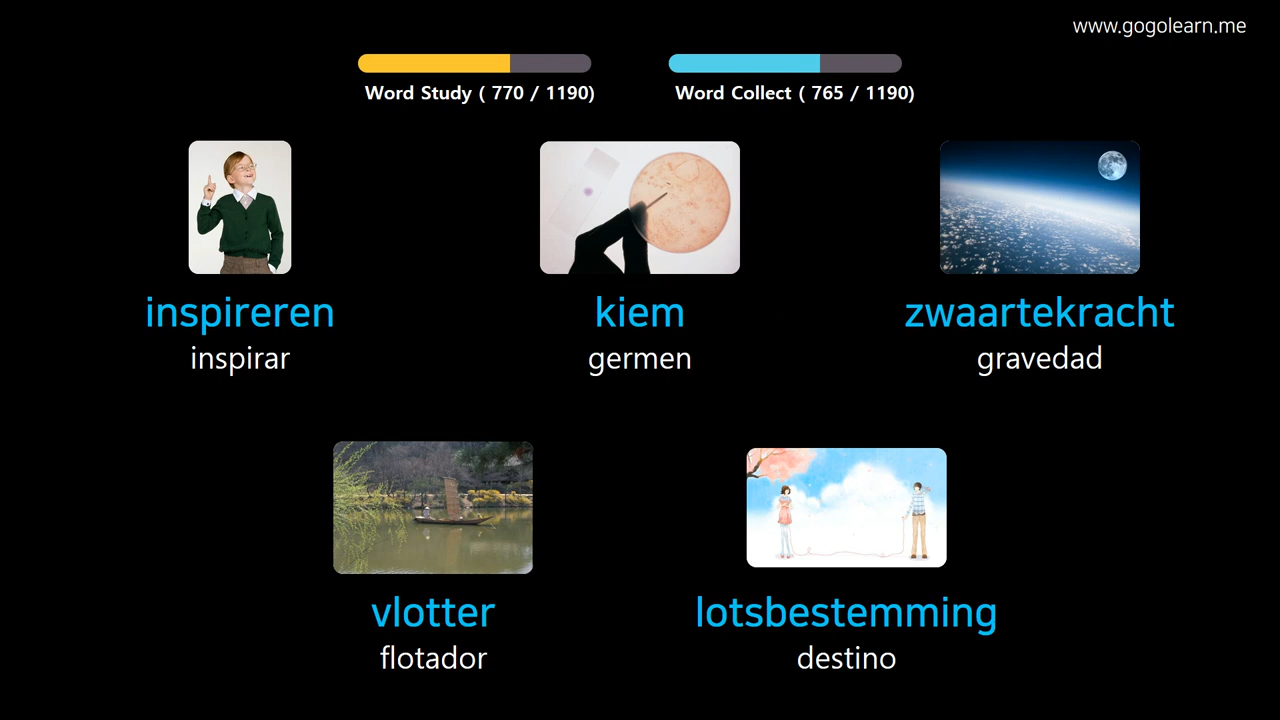 www.gogolearn.me
Word Study ( 770 / 1190)
Word Collect ( 765 / 1190)
inspireren
inspirar
kiem
germen
zwaartekracht
gravedad
vlotter
flotador
lotsbestemming
destino